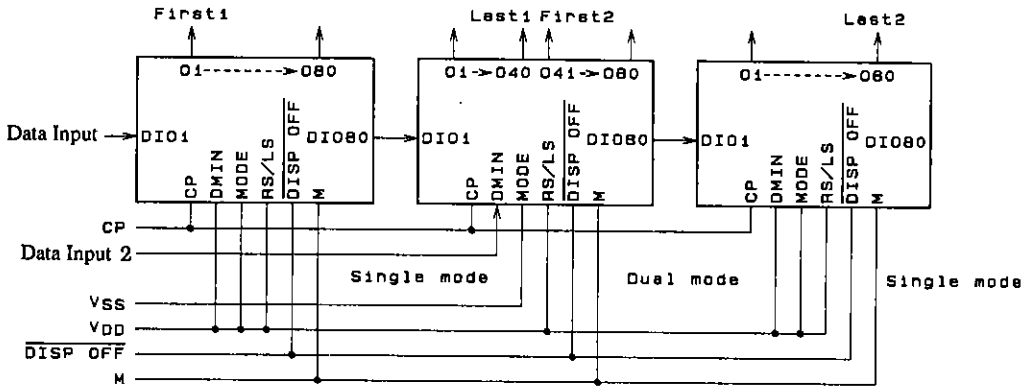 First1 Last1 First2 Last2
O1--------->O80 O1->O40 O41->O80 O1--------->O80
Data Input DIO1 DIO80 DIO1 DIO80 DIO1 DIO80
CP DMIN MODE RS/LS DISP OFF M CP DMIN MODE RS/LS DISP OFF M CP DMIN MODE RS/LS DISP OFF M
CP
Data Input 2
Single mode Dual mode Single mode
VSS
VDD
DISP OFF
M